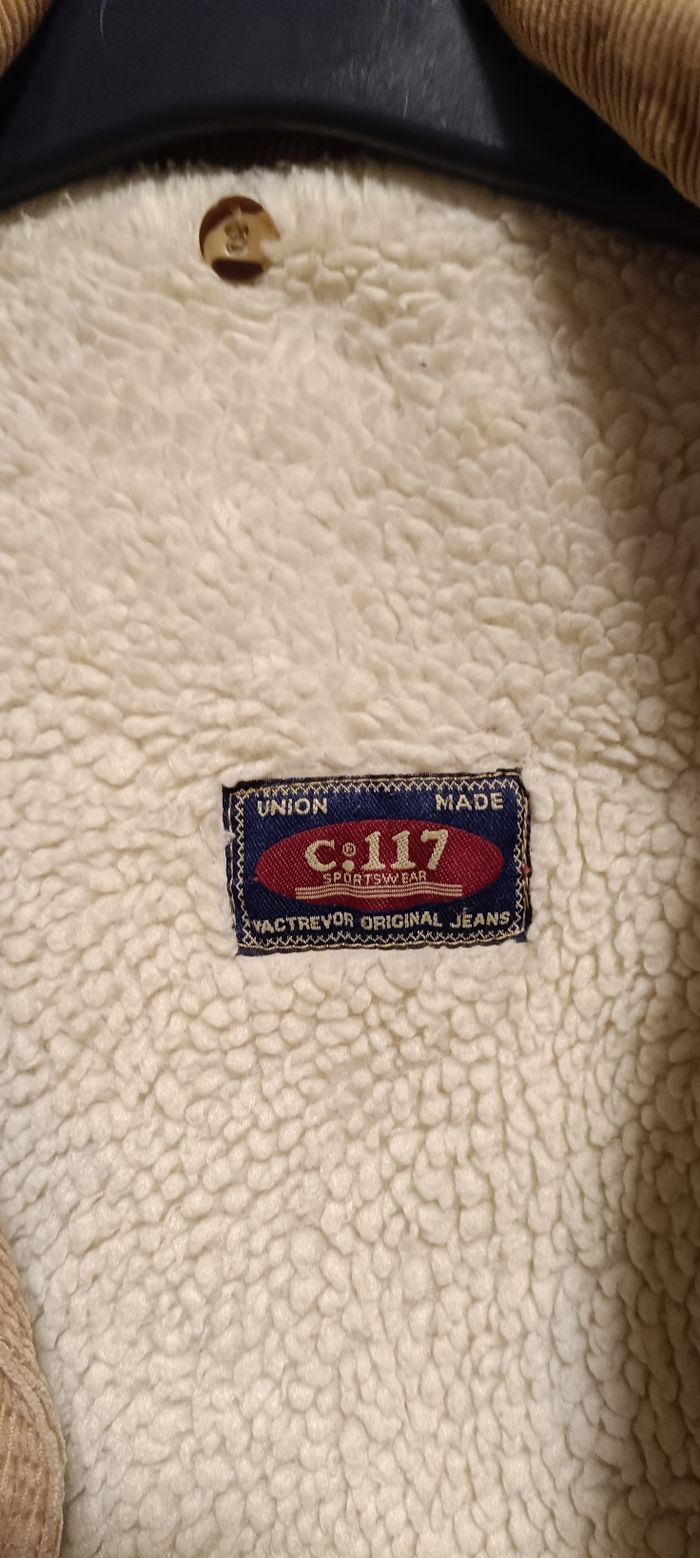 UNION MADE
C:®117
SPORTSWEAR
VACTREVOR ORIGINAL JEANS